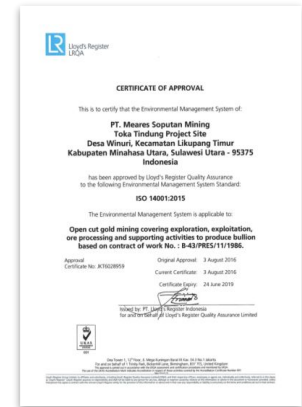 Lloyd's Register
LRQA
CERTIFICATE OF APPROVAL
This is to certify that the Environmental Management System of:
PT. Meares Soputan Mining
Toka Tindung Project Site
Desa Winuri, Kecamatan Likupang Timur
Kabupaten Minahasa Utara, Sulawesi Utara - 95375
Indonesia
has been approved by Lloyd's Register Quality Assurance
to the following Environmental Management System Standard:
ISO 14001:2015
The Environmental Management System is applicable to:
Open cut gold mining covering exploration, exploitation,
ore processing and supporting activities to produce bullion
based on contract of work No. : B-43/PRES/11/1986.
Approval
Certificate No: JKT6028959
Original Approval: 3 August 2016
Current Certificate: 3 August 2016
Certificate Expiry: 24 June 2019
Issued by: PT. Lloyd's Register Indonesia
for and on behalf of Lloyd's Register Quality Assurance Limited
UKAS
001